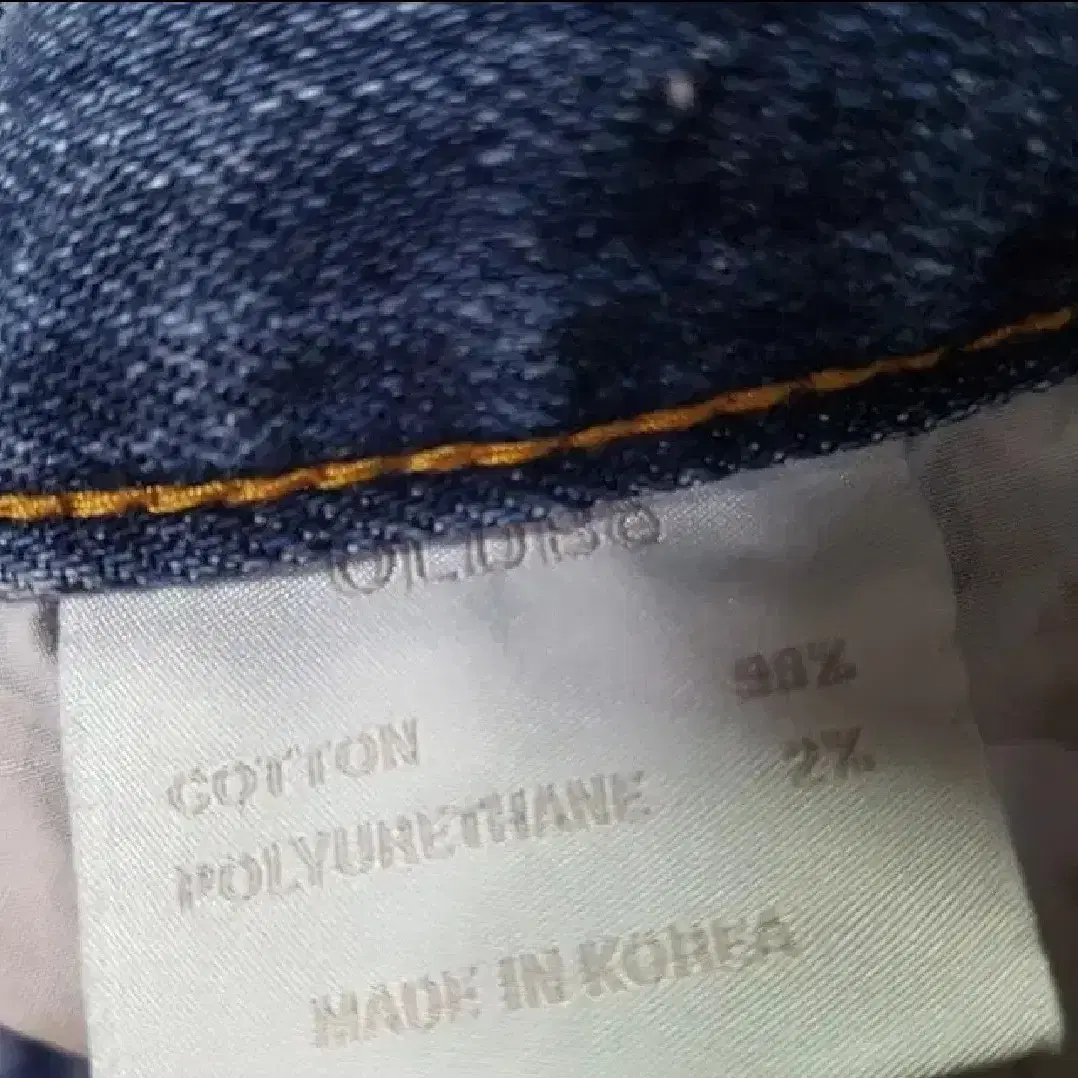 98%
COTTON
2%
POLYURETHANE
MADE IN KOREA